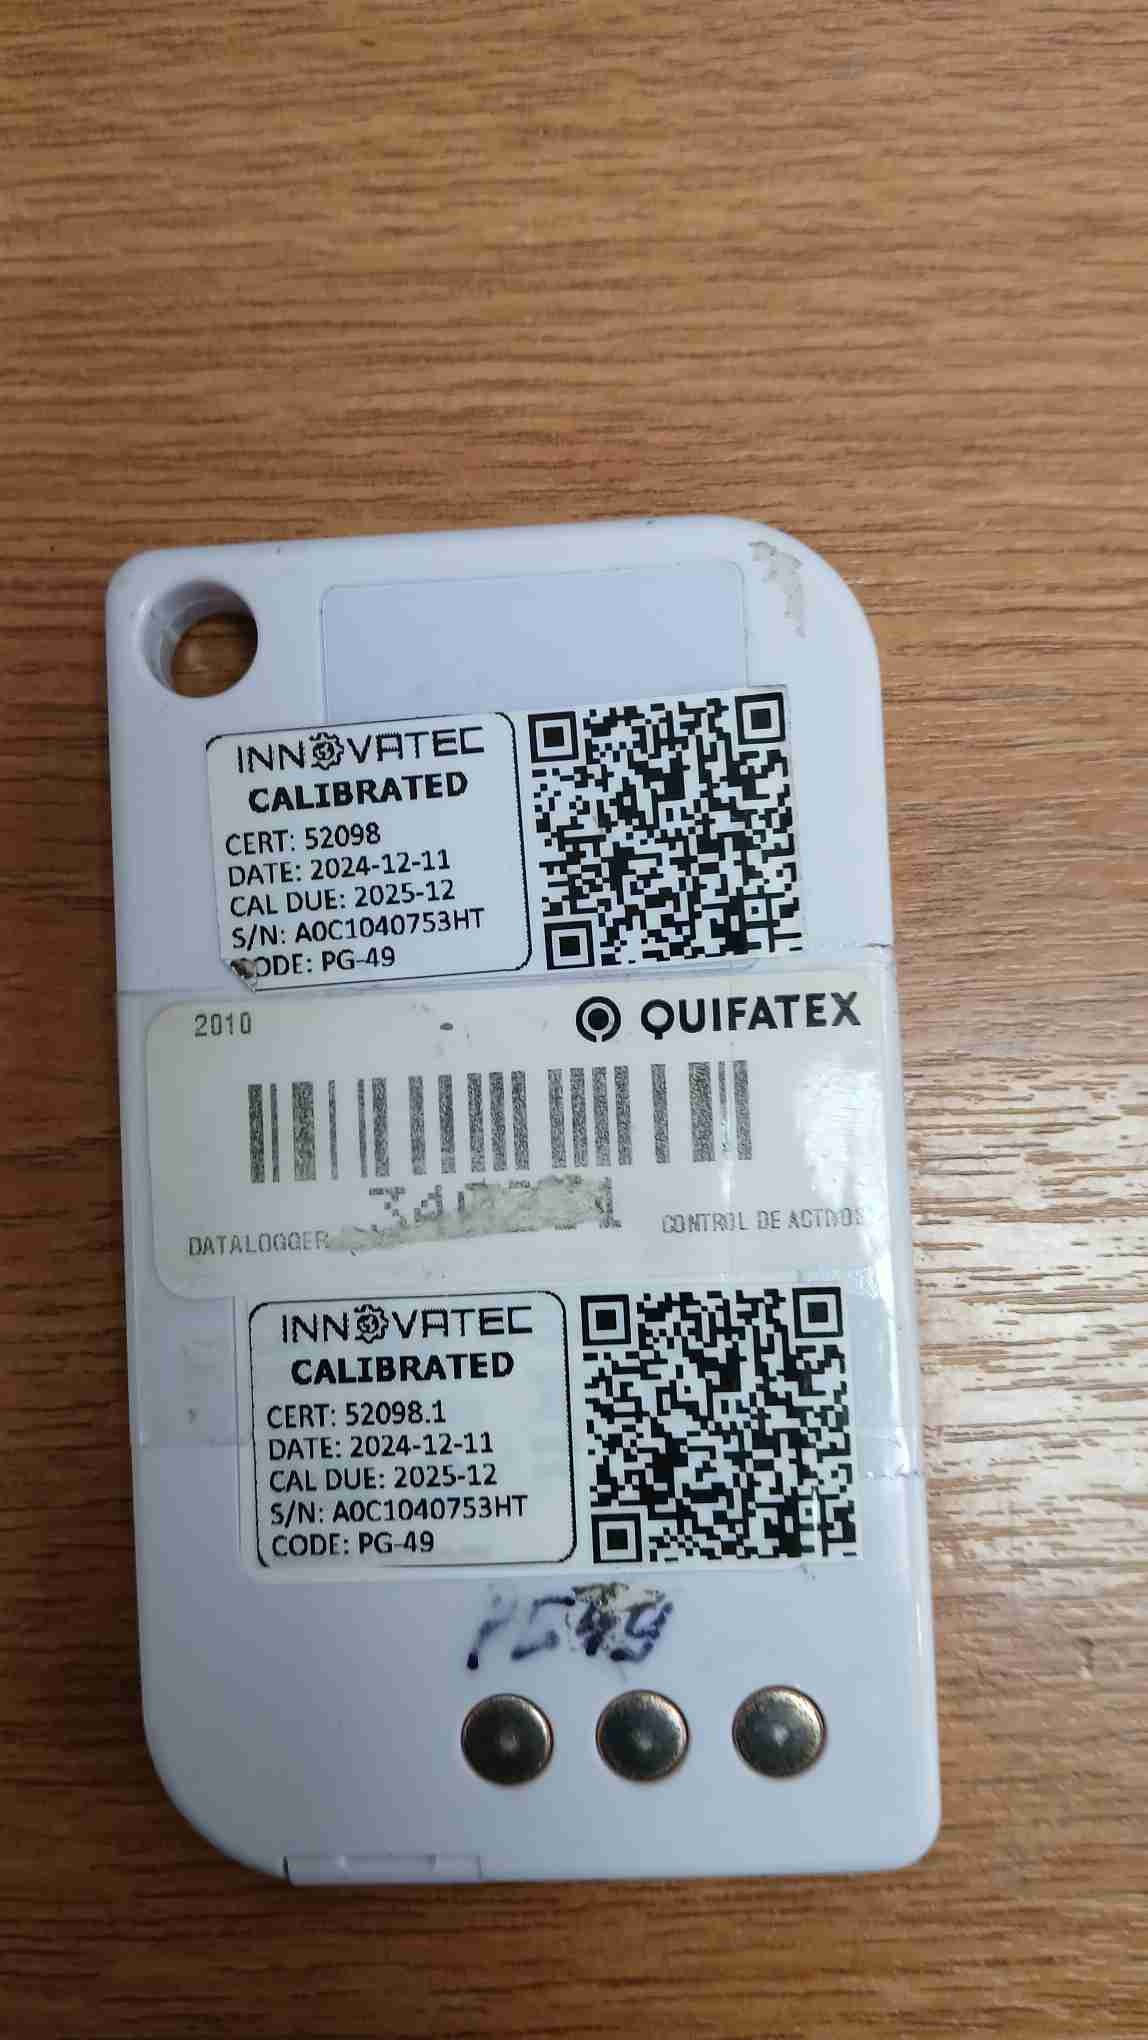 INNOVATEC
CALIBRATED
CERT: 52098
DATE: 2024-12-11
CAL DUE: 2025-12
S/N: A0C1040753HT
CODE: PG-49
2010
QUIFATEX
DATALOGGER
CONTROL DE ACTIVOS
INNOVATEC
CALIBRATED
CERT: 52098.1
DATE: 2024-12-11
CAL DUE: 2025-12
S/N: A0C1040753HT
CODE: PG-49